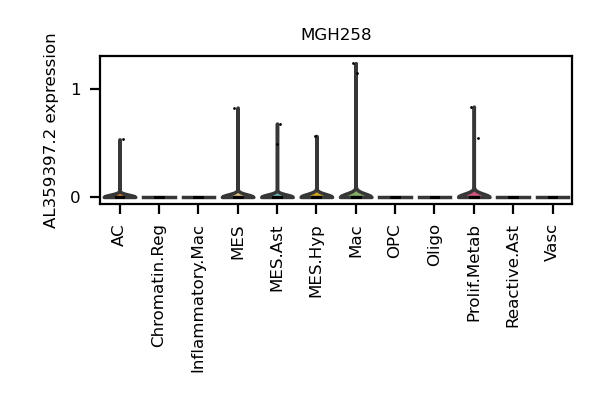 MGH258
AL359397.2 expression
1
0
AC
Chromatin.Reg
Inflammatory.Mac
MES
MES.Ast
MES.Hyp
Mac
OPC
Oligo
Prolif.Metab
Reactive.Ast
Vasc